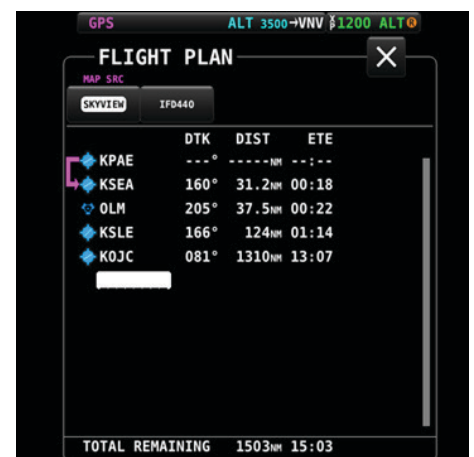 GPS ALT 3500→VNV 1200 ALT R
FLIGHT PLAN X
MAP SRC
SKYVIEW IFD440
DTK DIST ETE
KPAE ---° -----NM --:--
KSEA 160° 31.2NM 00:18
OLM 205° 37.5NM 00:22
KSLE 166° 124NM 01:14
KOJC 081° 1310NM 13:07
TOTAL REMAINING 1503NM 15:03